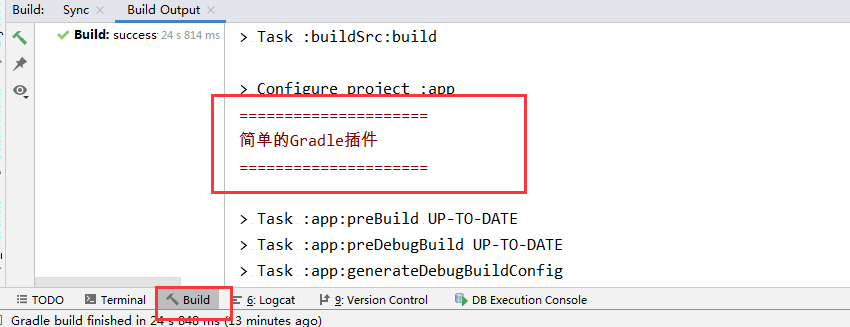 Build: Sync × Build Output ×
Build: success 24 s 814 ms
> Task :buildSrc:build
> Configure project :app
=====================
简单的Gradle插件
=====================
> Task :app:preBuild UP-TO-DATE
> Task :app:preDebugBuild UP-TO-DATE
> Task :app:generateDebugBuildConfig
TODO Terminal Build 6: Logcat 9: Version Control DB Execution Console
Gradle build finished in 24 s 848 ms (13 minutes ago)